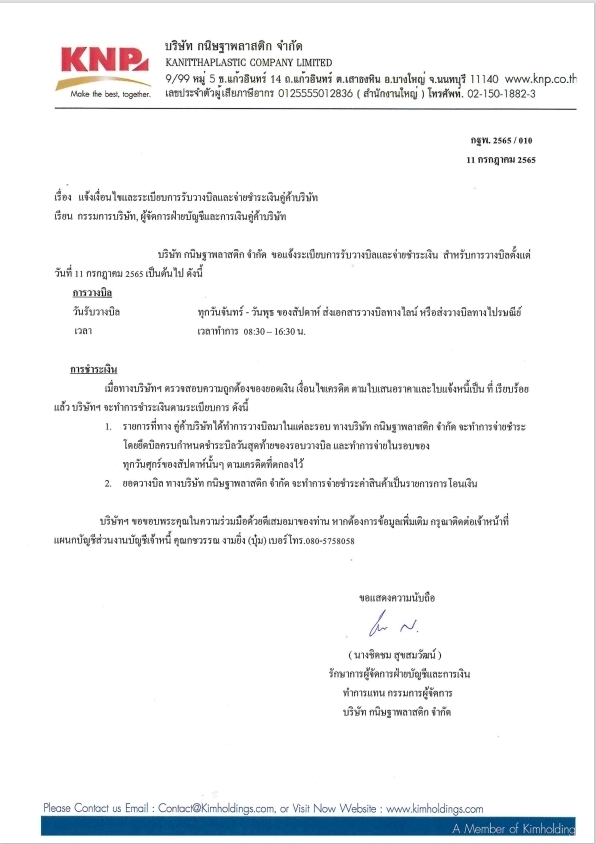 KNP
Make the best, together.
บริษัท กนิษฐาพลาสติก จำกัด
KANITTHAPLASTIC COMPANY LIMITED
9/99 หมู่ 5 ซ.แก้วอินทร์ 14 ถ.แก้วอินทร์ ต.เสาธงหิน อ.บางใหญ่ จ.นนทบุรี 11140 www.knp.co.th
เลขประจำตัวผู้เสียภาษีอากร 0125555012836 ( สำนักงานใหญ่ ) โทรศัพท์. 02-150-1882-3
กฐพ. 2565 / 010
11 กรกฎาคม 2565
เรื่อง แจ้งเงื่อนไขและระเบียบการรับวางบิลและจ่ายชำระเงินคู่ค้าบริษัท
เรียน กรรมการบริษัท, ผู้จัดการฝ่ายบัญชีและการเงินคู่ค้าบริษัท
บริษัท กนิษฐาพลาสติก จำกัด ขอแจ้งระเบียบการรับวางบิลและจ่ายชำระเงิน สำหรับการวางบิลตั้งแต่
วันที่ 11 กรกฎาคม 2565 เป็นต้นไป ดังนี้
การวางบิล
วันรับวางบิล ทุกวันจันทร์ - วันพุธ ของสัปดาห์ ส่งเอกสารวางบิลทางไลน์ หรือส่งวางบิลทางไปรษณีย์
เวลา เวลาทำการ 08:30 – 16:30 น.
การชำระเงิน
เมื่อทางบริษัทฯ ตรวจสอบความถูกต้องของยอดเงิน เงื่อนไขเครดิต ตามใบเสนอราคาและใบแจ้งหนี้เป็น ที่ เรียบร้อย
แล้ว บริษัทฯ จะทำการชำระเงินตามระเบียบการ ดังนี้
1. รายการที่ทาง คู่ค้าบริษัทได้ทำการวางบิลมาในแต่ละรอบ ทางบริษัท กนิษฐาพลาสติก จำกัด จะทำการจ่ายชำระ
โดยยึดบิลครบกำหนดชำระบิลวันสุดท้ายของรอบวางบิล และทำการจ่ายในรอบของ
ทุกวันศุกร์ของสัปดาห์นั้นๆ ตามเครดิตที่ตกลงไว้
2. ยอดวางบิล ทางบริษัท กนิษฐาพลาสติก จำกัด จะทำการจ่ายชำระค่าสินค้าเป็นรายการการ โอนเงิน
บริษัทฯ ขอขอบพระคุณในความร่วมมือด้วยดีเสมอมาของท่าน หากต้องการข้อมูลเพิ่มเติม กรุณาติดต่อเจ้าหน้าที่
แผนกบัญชีส่วนงานบัญชีเจ้าหนี้ คุณกชวรรณ งามยิ่ง (ปุ้ม) เบอร์โทร.080-5758058
ขอแสดงความนับถือ
( นางชิดชม สุขสมวัฒน์ )
รักษาการผู้จัดการฝ่ายบัญชีและการเงิน
ทำการแทน กรรมการผู้จัดการ
บริษัท กนิษฐาพลาสติก จำกัด
Please Contact us Email : Contact@Kimholdings.com, or Visit Now Website : www.kimholdings.com
A Member of Kimholding